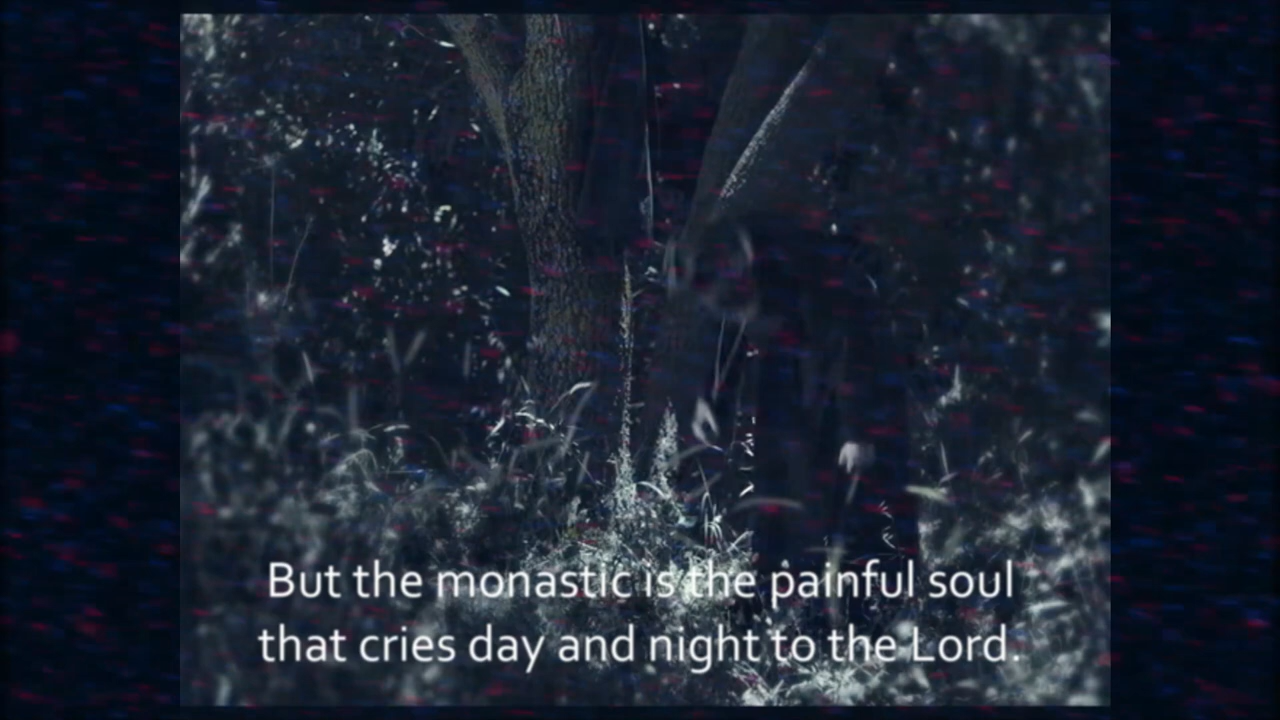 But the monastic is the painful soul
that cries day and night to the Lord.